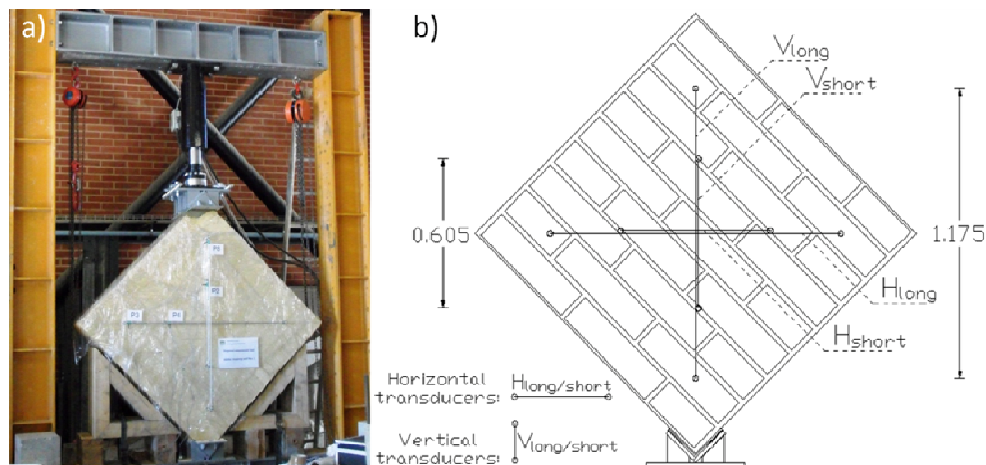 a)
b)
Vlong
Vshort
0.605
1.175
Hlong
Hshort
Horizontal
transducers:
Hlong/short
Vertical
transducers:
Vlong/short